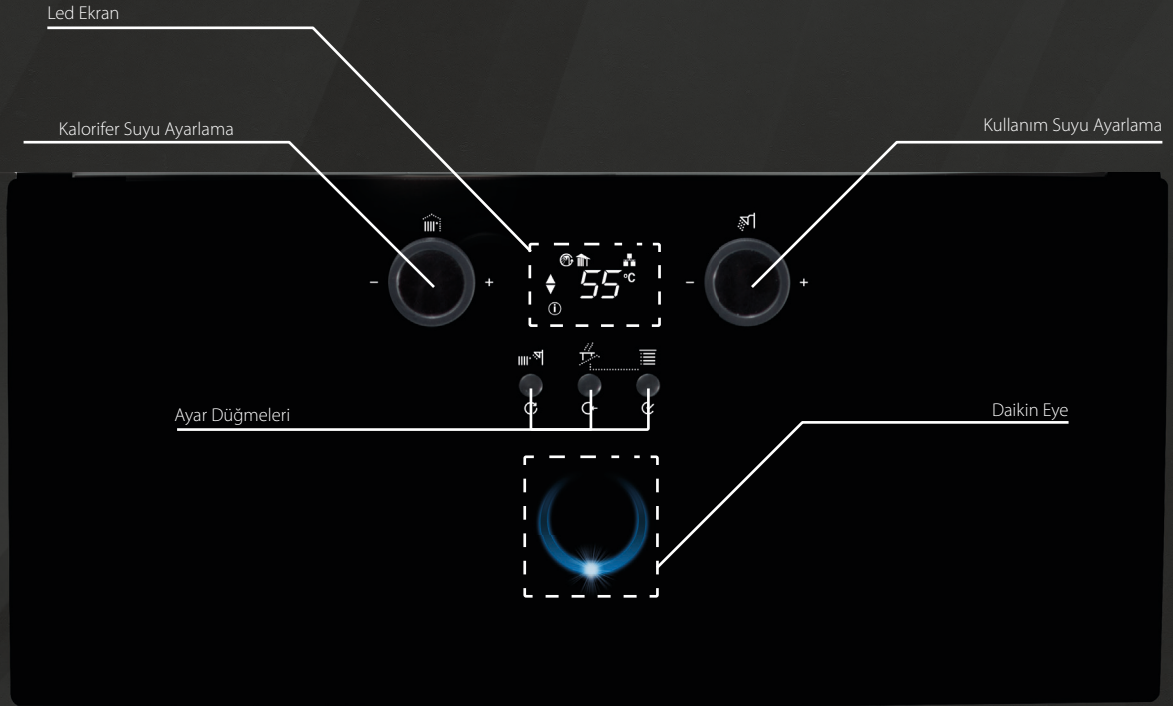 Led Ekran
Kalorifer Suyu Ayarlama
Kullanım Suyu Ayarlama
- +
55 °C
- +
Ayar Düğmeleri
Daikin Eye